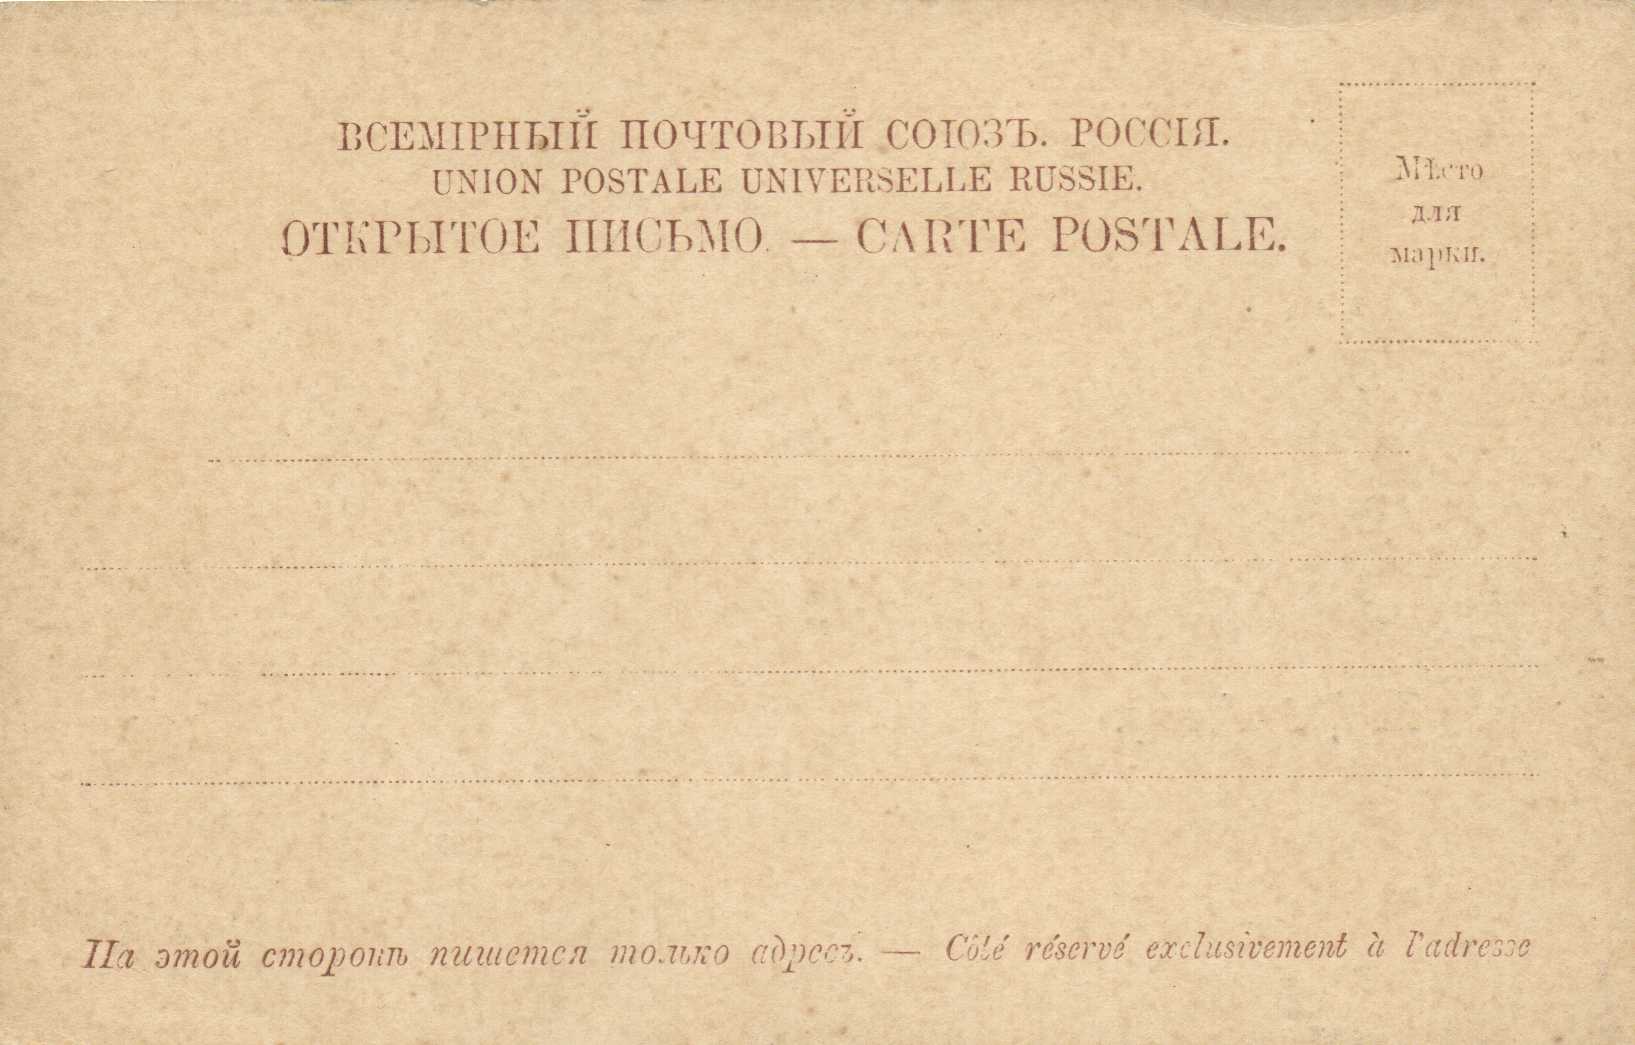 ВСЕМІРНЫЙ ПОЧТОВЫЙ СОЮЗЪ. РОССІЯ.
UNION POSTALE UNIVERSELLE RUSSIE.
ОТКРЫТОЕ ПИСЬМО. — CARTE POSTALE.
Мѣсто
для
марки.
На этой сторонѣ пишется только адресъ. — Côté réservé exclusivement à l'adresse